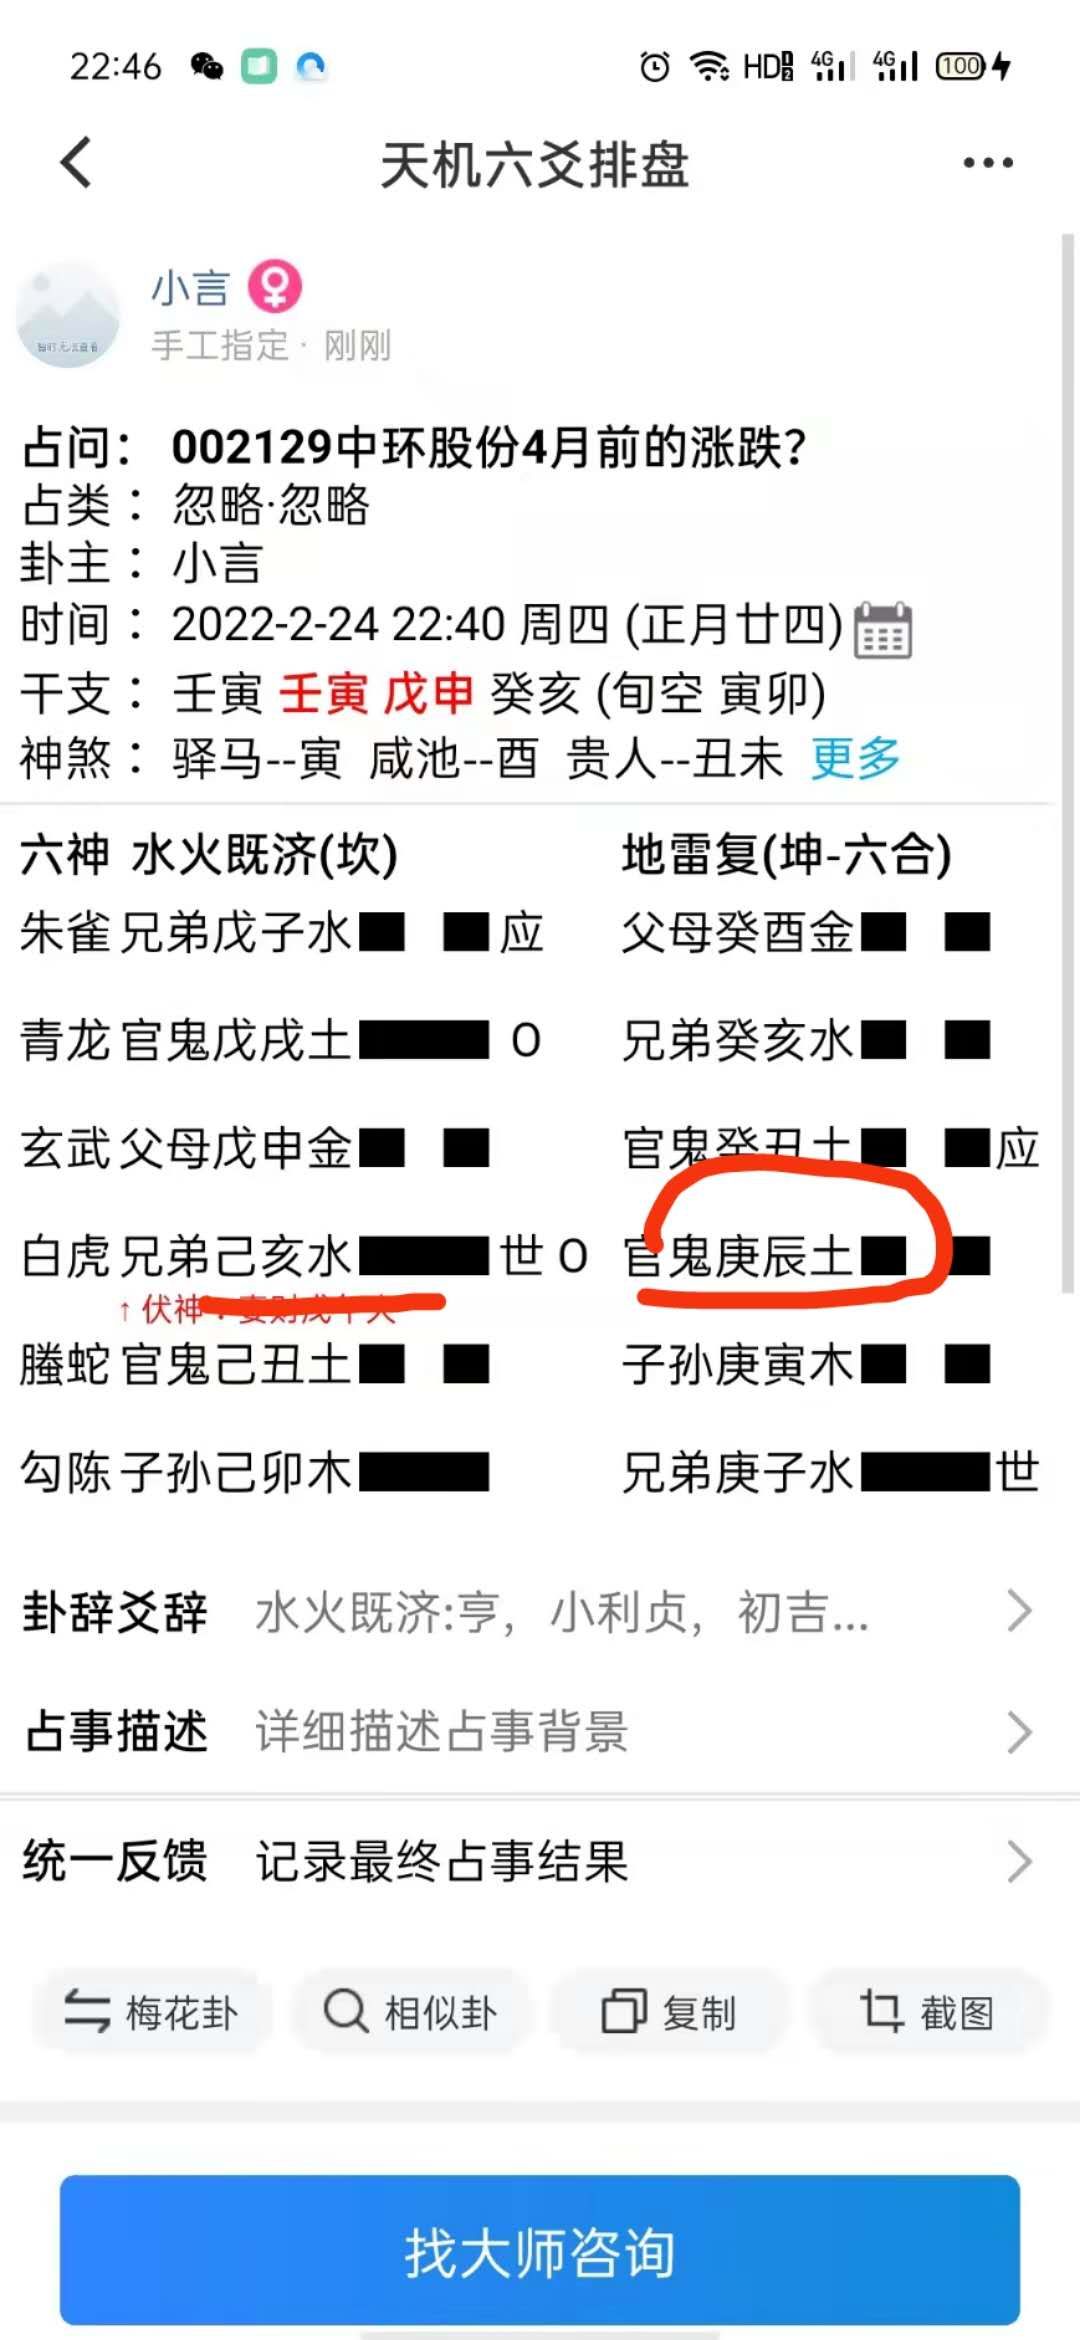 22:46 HD 4G 4G 100
天机六爻排盘
小言
手工指定· 刚刚
占问： 002129中环股份4月前的涨跌？
占类： 忽略·忽略
卦主： 小言
时间： 2022-2-24 22:40 周四 (正月廿四)
干支： 壬寅 壬寅 戊申 癸亥 (旬空 寅卯)
神煞： 驿马--寅 咸池--酉 贵人--丑未 更多
六神 水火既济(坎) 地雷复(坤-六合)
朱雀 兄弟戊子水 应 父母癸酉金
青龙 官鬼戊戌土 O 兄弟癸亥水
玄武 父母戊申金 官鬼癸丑土 应
白虎 兄弟己亥水 世 O 官鬼庚辰土
↑ 伏神：妻财戊午火
螣蛇 官鬼己丑土 子孙庚寅木
勾陈 子孙己卯木 兄弟庚子水 世
卦辞爻辞 水火既济:亨，小利贞，初吉...
占事描述 详细描述占事背景
统一反馈 记录最终占事结果
梅花卦 相似卦 复制 截图
找大师咨询